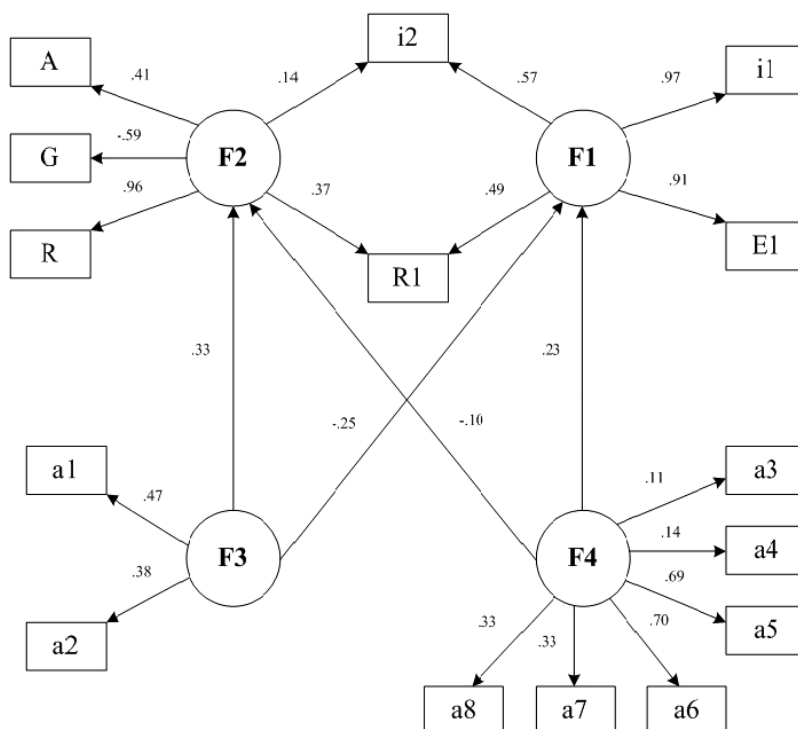 A
i2
i1
.41
.14
.57
.97
G
-.59
F2
F1
.96
.37
.49
.91
R
R1
E1
.33
.23
-.25
-.10
a1
.47
.11
a3
F3
F4
.14
a4
.38
.69
a2
.33
.33
.70
a5
a8
a7
a6